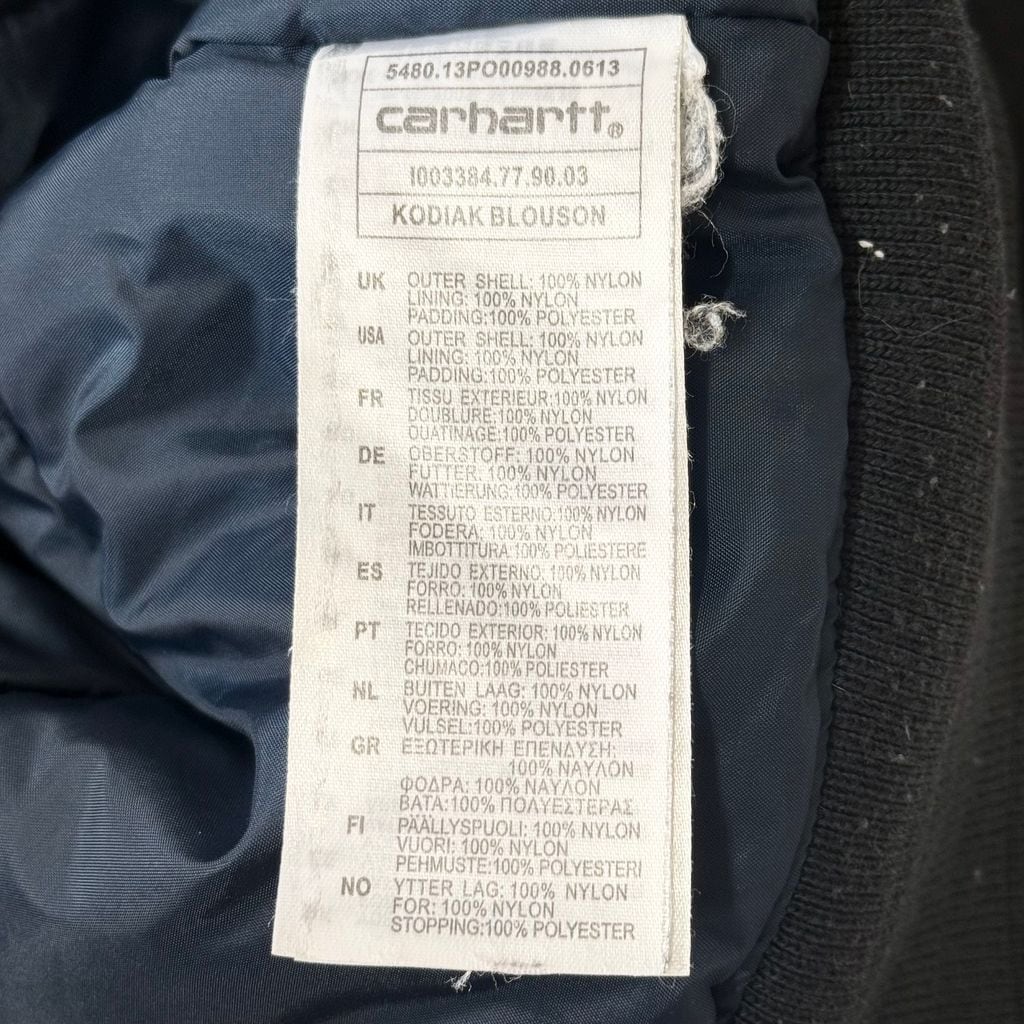 5480.13PO00988.0613
carhartt®
I003384.77.90.03
KODIAK BLOUSON
UK OUTER SHELL: 100% NYLON
LINING: 100% NYLON
PADDING:100% POLYESTER
USA OUTER SHELL: 100% NYLON
LINING: 100% NYLON
PADDING:100% POLYESTER
FR TISSU EXTERIEUR:100% NYLON
DOUBLURE:100% NYLON
OUATINAGE:100% POLYESTER
DE OBERSTOFF: 100% NYLON
FUTTER: 100% NYLON
WATTIERUNG:100% POLYESTER
IT TESSUTO ESTERNO:100% NYLON
FODERA: 100% NYLON
IMBOTTITURA:100% POLIESTERE
ES TEJIDO EXTERNO: 100% NYLON
FORRO: 100% NYLON
RELLENADO:100% POLIESTER
PT TECIDO EXTERIOR: 100% NYLON
FORRO: 100% NYLON
CHUMACO:100% POLIESTER
NL BUITEN LAAG: 100% NYLON
VOERING: 100% NYLON
VULSEL:100% POLYESTER
GR ΕΞΩΤΕΡΙΚΗ ΕΠΕΝΔΥΣΗ:
100% ΝΑΥΛΟΝ
ΦΟΔΡΑ: 100% ΝΑΥΛΟΝ
ΒΑΤΑ:100% ΠΟΛΥΕΣΤΕΡΑΣ
FI PÄÄLLYSPUOLI: 100% NYLON
VUORI: 100% NYLON
PEHMUSTE:100% POLYESTERI
NO YTTER LAG: 100% NYLON
FOR: 100% NYLON
STOPPING:100% POLYESTER